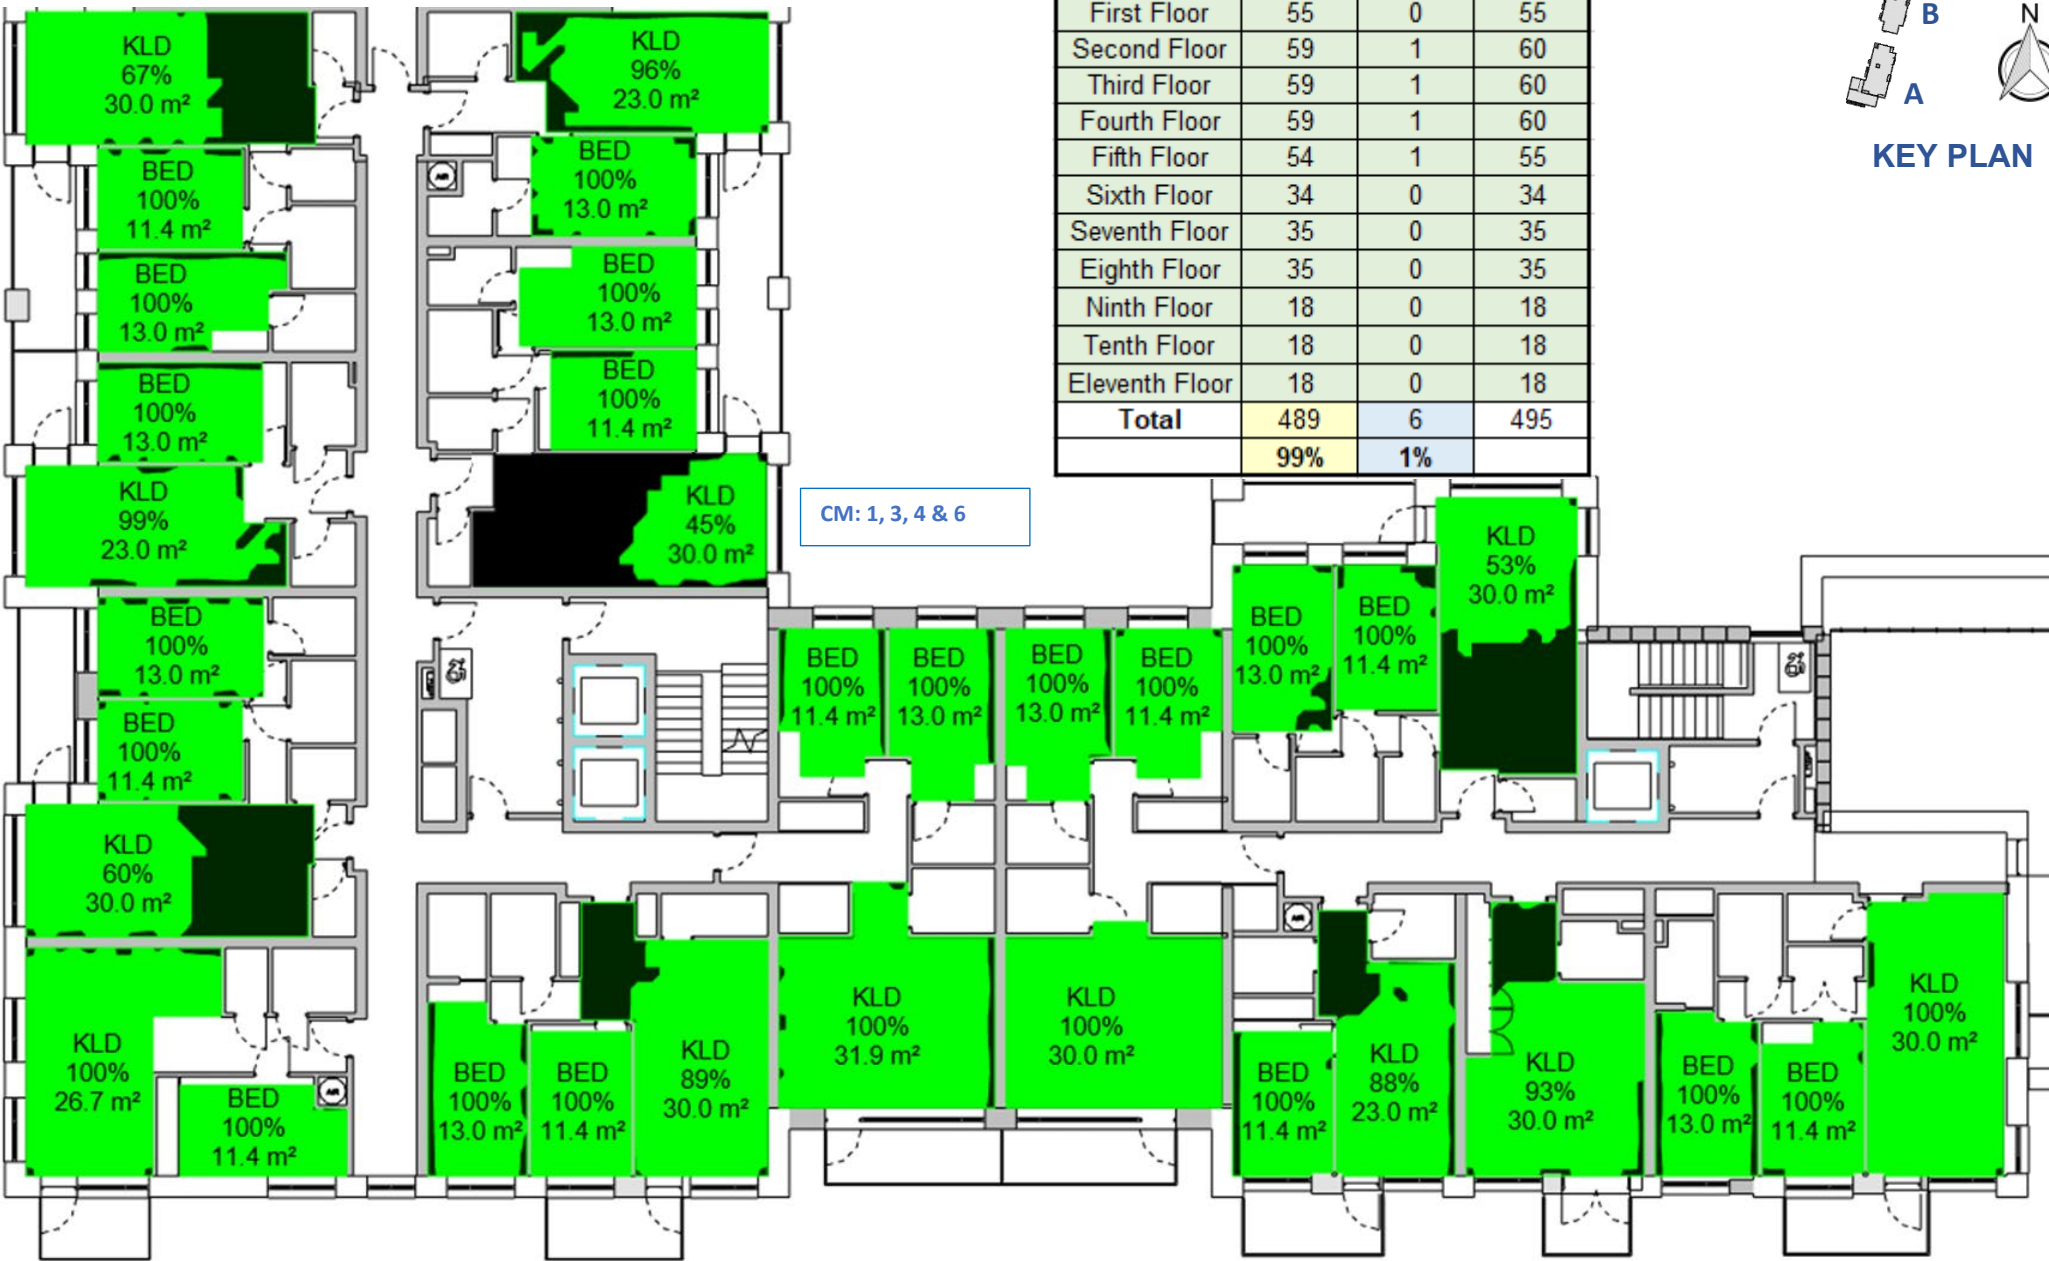 First Floor 55 0 55
Second Floor 59 1 60
Third Floor 59 1 60
Fourth Floor 59 1 60
Fifth Floor 54 1 55
Sixth Floor 34 0 34
Seventh Floor 35 0 35
Eighth Floor 35 0 35
Ninth Floor 18 0 18
Tenth Floor 18 0 18
Eleventh Floor 18 0 18
Total 489 6 495
99% 1%
B
A
N
KEY PLAN
KLD
67%
30.0 m²
KLD
96%
23.0 m²
BED
100%
11.4 m²
BED
100%
13.0 m²
BED
100%
13.0 m²
BED
100%
13.0 m²
BED
100%
13.0 m²
BED
100%
11.4 m²
KLD
99%
23.0 m²
KLD
45%
30.0 m²
CM: 1, 3, 4 & 6
KLD
53%
30.0 m²
BED
100%
13.0 m²
BED
100%
11.4 m²
BED
100%
13.0 m²
BED
100%
11.4 m²
BED
100%
11.4 m²
BED
100%
13.0 m²
BED
100%
13.0 m²
BED
100%
11.4 m²
KLD
60%
30.0 m²
KLD
100%
26.7 m²
BED
100%
11.4 m²
BED
100%
13.0 m²
BED
100%
11.4 m²
KLD
89%
30.0 m²
KLD
100%
31.9 m²
KLD
100%
30.0 m²
BED
100%
11.4 m²
KLD
88%
23.0 m²
KLD
93%
30.0 m²
BED
100%
13.0 m²
BED
100%
11.4 m²
KLD
100%
30.0 m²